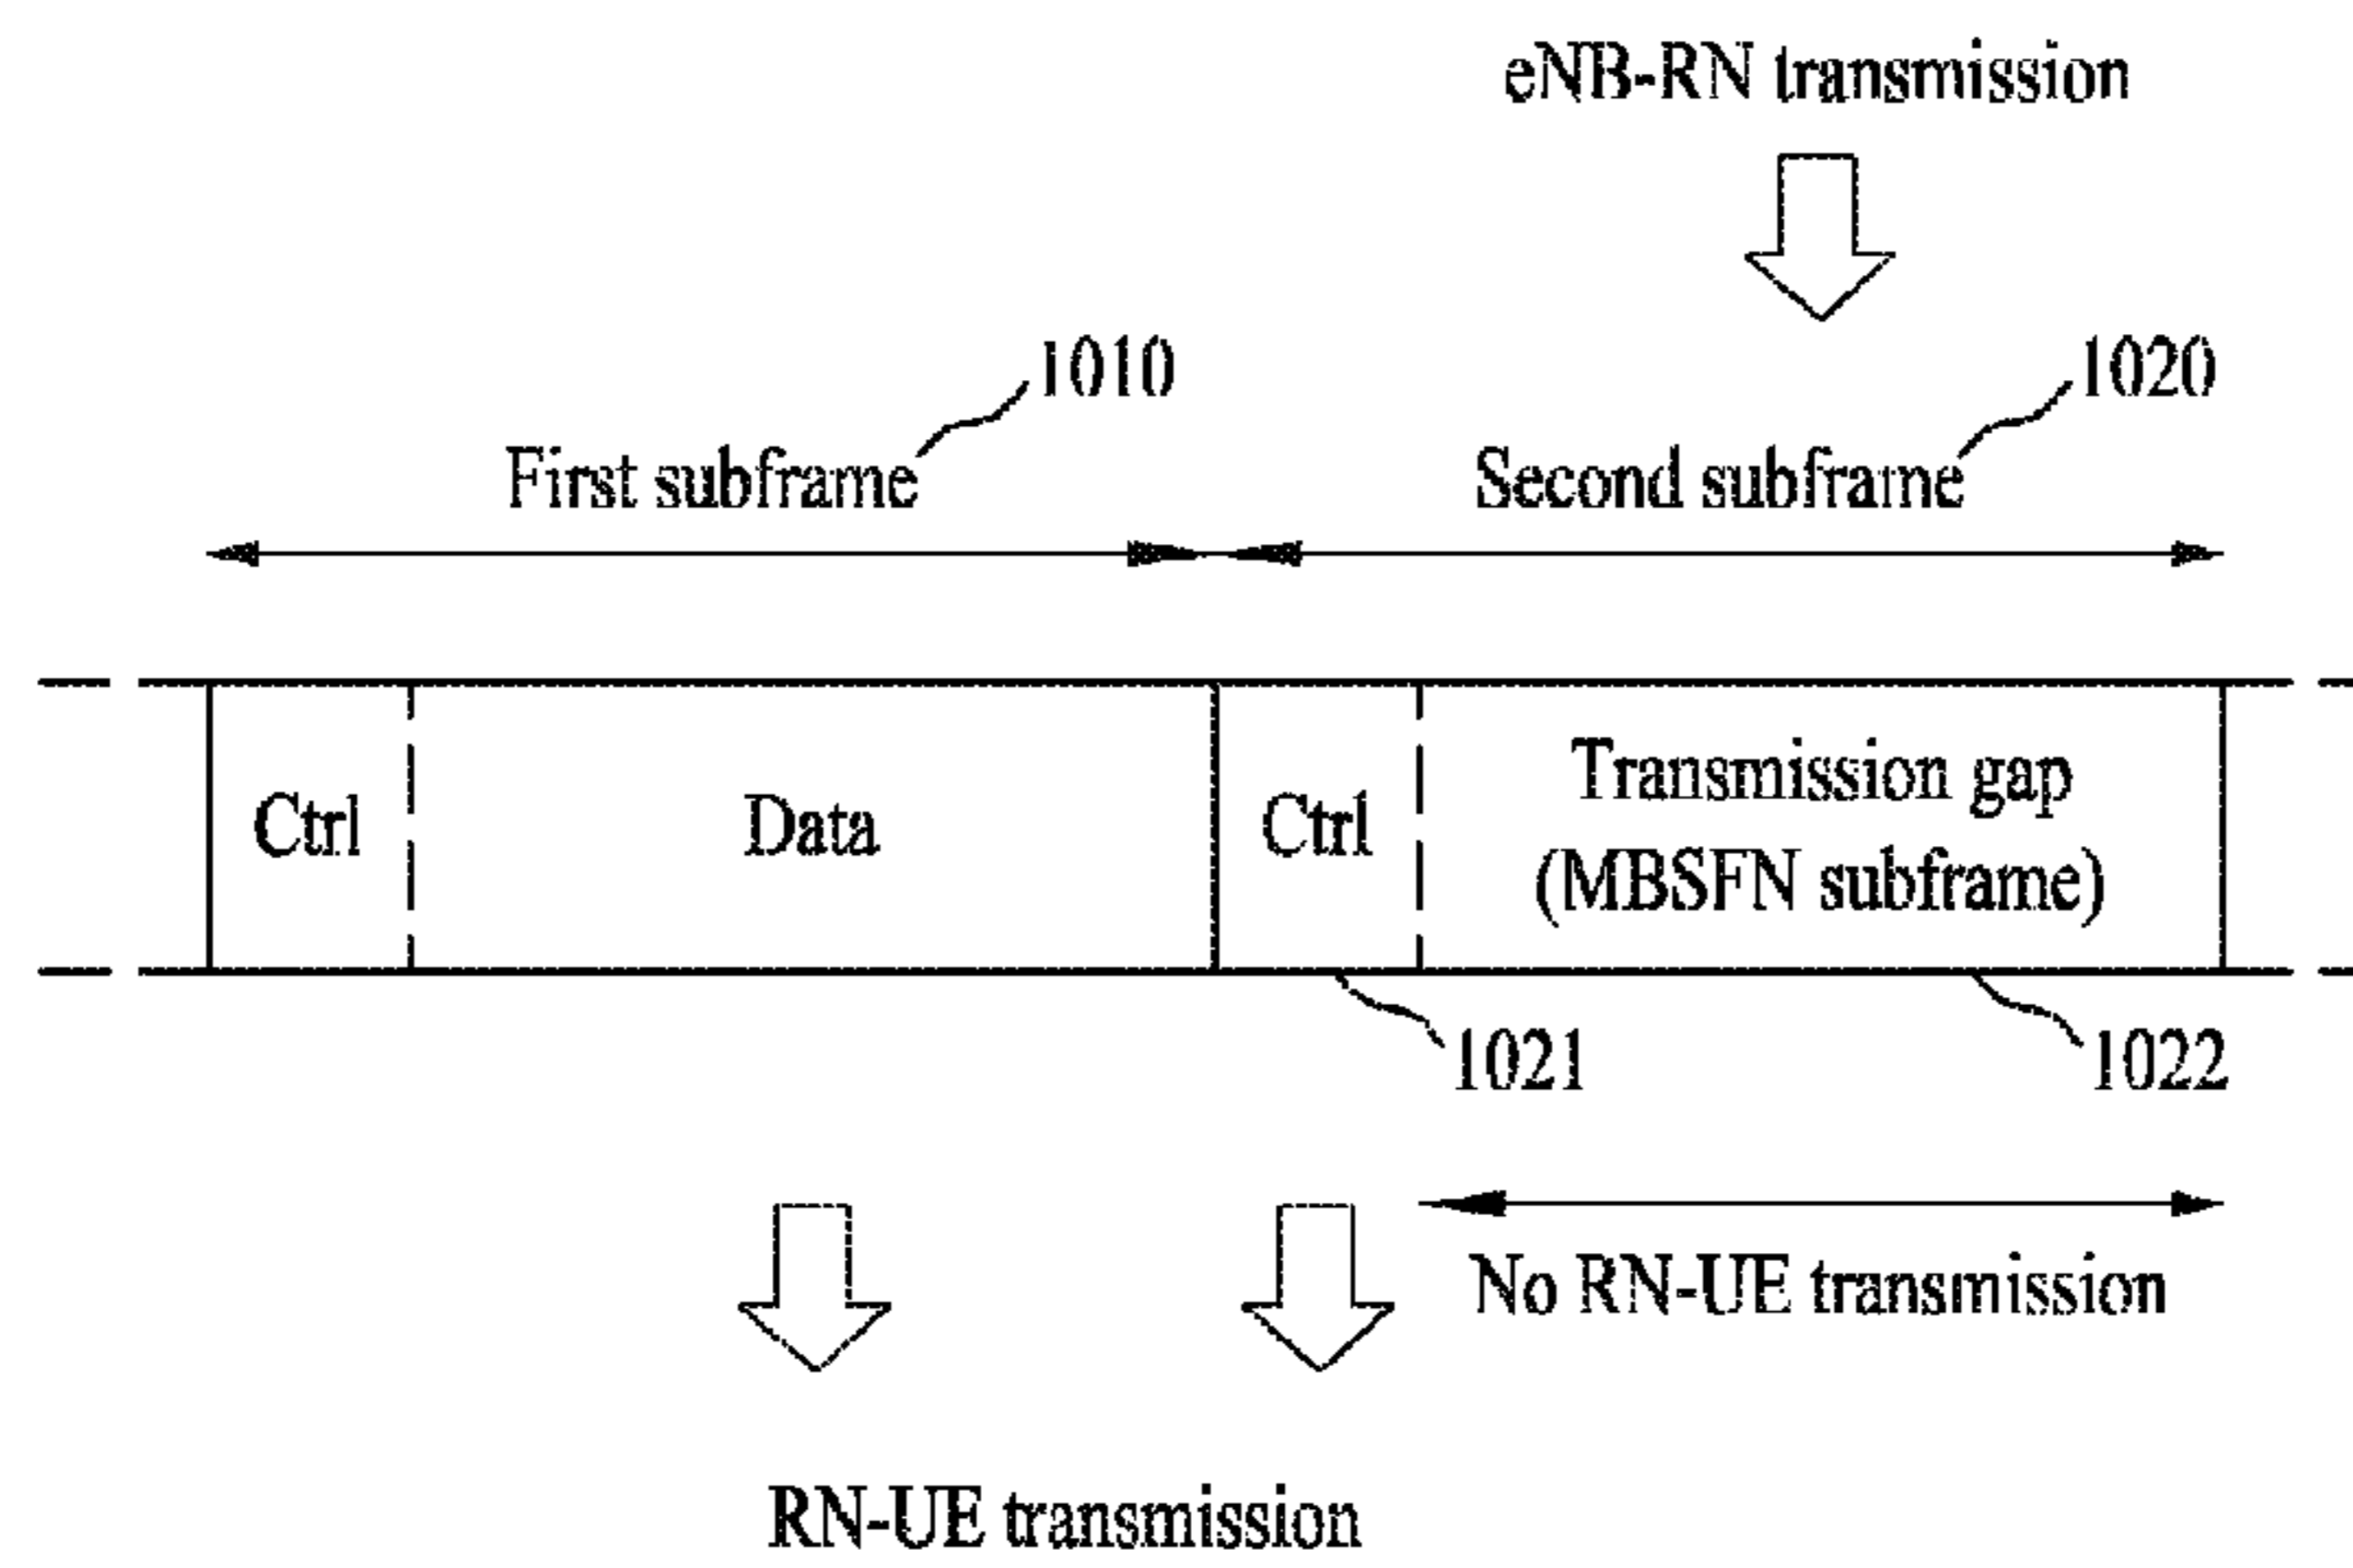 eNB-RN transmission
1010
1020
First subframe
Second subframe
Ctrl
Data
Ctrl
Transmission gap
(MBSFN subframe)
1021
1022
No RN-UE transmission
RN-UE transmission